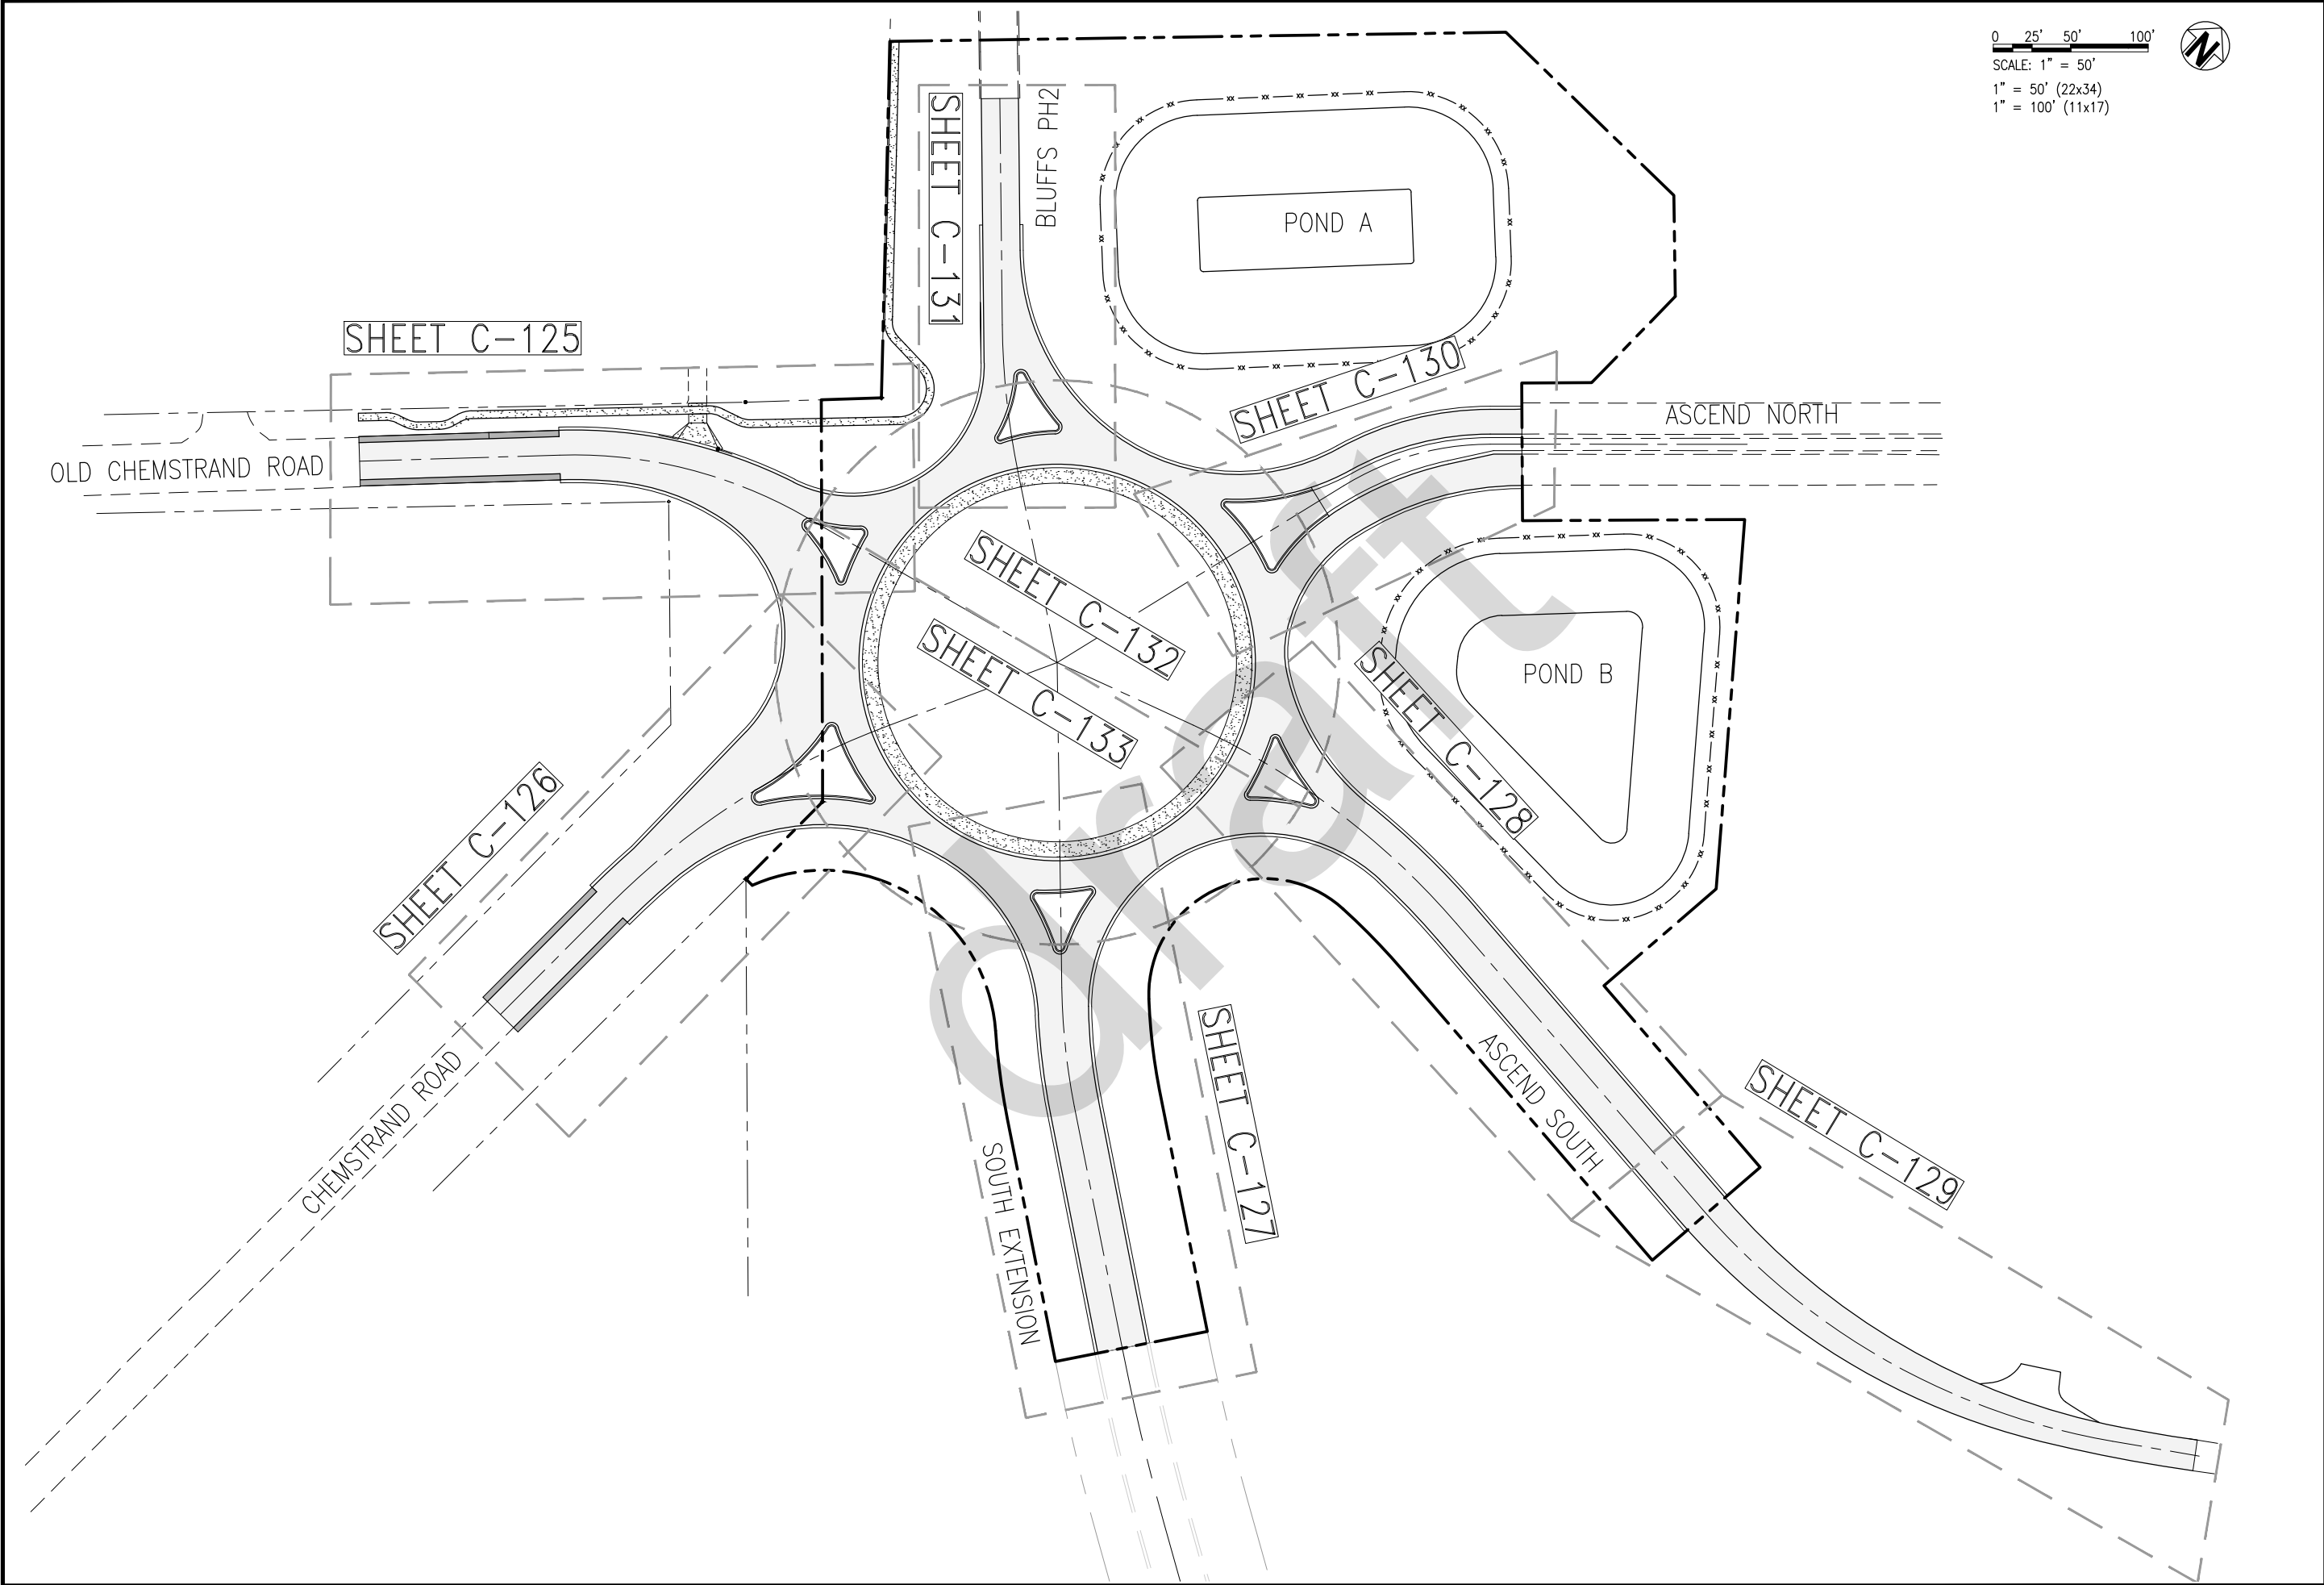 0 25' 50' 100'
SCALE: 1" = 50'
1" = 50' (22x34)
1" = 100' (11x17)
N
SHEET C-131
BLUFFS PH2
POND A
SHEET C-125
SHEET C-130
ASCEND NORTH
OLD CHEMSTRAND ROAD
SHEET C-132
SHEET C-133
SHEET C-128
POND B
SHEET C-126
draft
CHEMSTRAND ROAD
SOUTH EXTENSION
SHEET C-127
ASCEND SOUTH
SHEET C-129